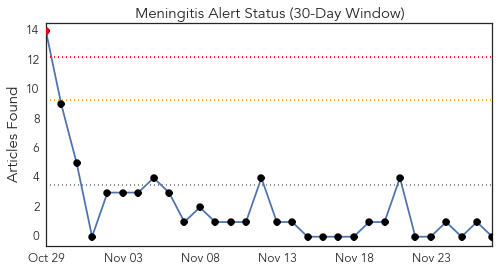 Meningitis Alert Status (30-Day Window)
Articles Found
14
12
10
8
6
4
2
0
Oct 29 Nov 03 Nov 08 Nov 13 Nov 18 Nov 23